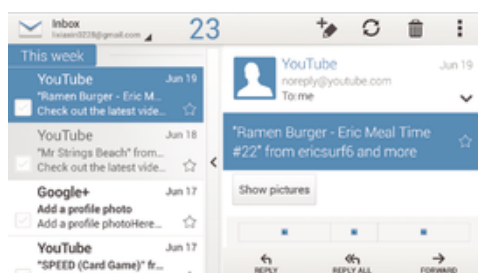 Inbox
23
This week
YouTube Jun 19
"Ramen Burger - Eric M...
Check out the latest vide...
YouTube Jun 18
"Mr Strings Beach" from...
Check out the latest vide...
Google+ Jun 17
Add a profile photo
Add a profile photoHere...
YouTube Jun 17
"SPEED (Card Game)" fr...
YouTube Jun 19
noreply@youtube.com
To: me
"Ramen Burger - Eric Meal Time
#22" from ericsurf6 and more
Show pictures
REPLY
REPLY ALL
FORWARD